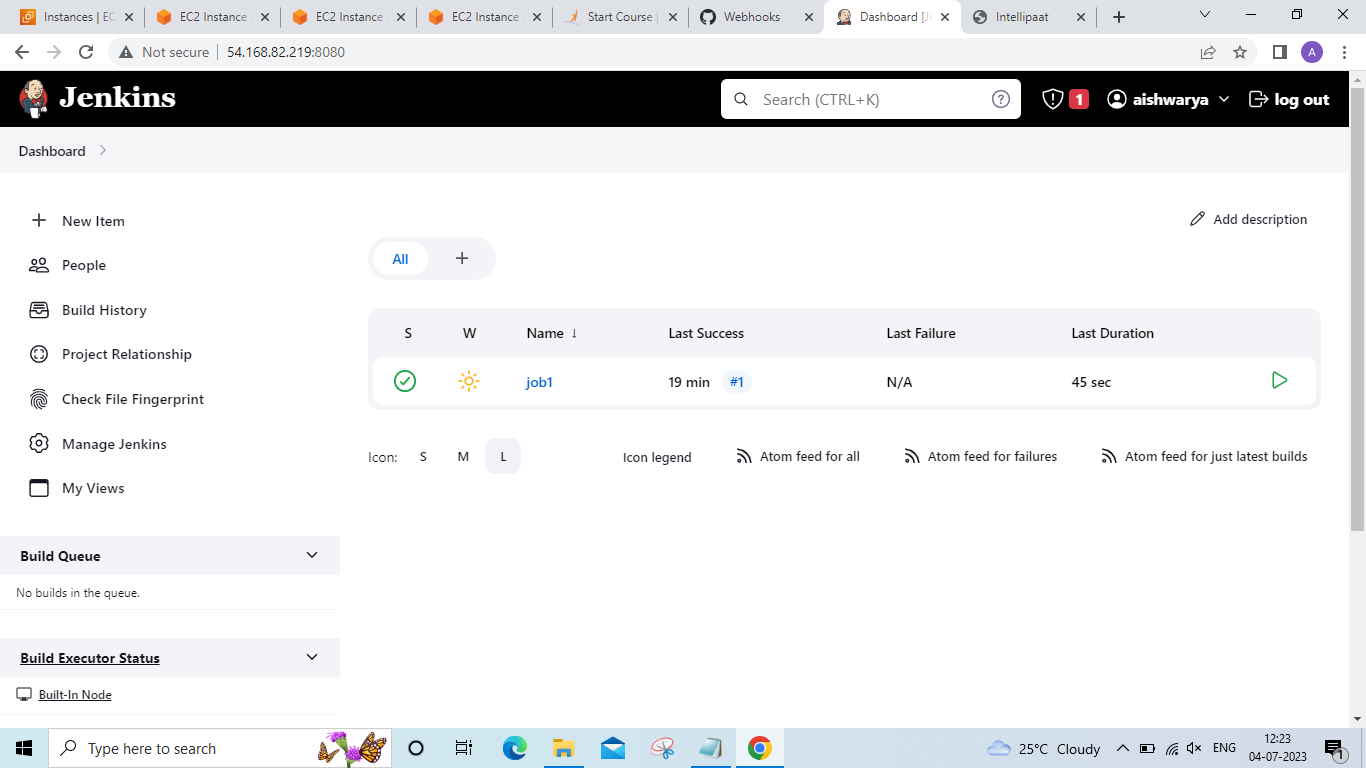 Instances | EC
EC2 Instance
EC2 Instance
EC2 Instance
Start Course |
Webhooks
Dashboard [Je
Intellipaat
Not secure
54.168.82.219:8080
A
Jenkins
Search (CTRL+K)
1
aishwarya
log out
Dashboard
New Item
People
Build History
Project Relationship
Check File Fingerprint
Manage Jenkins
My Views
Build Queue
No builds in the queue.
Build Executor Status
Built-In Node
Add description
All
S W Name ↓ Last Success Last Failure Last Duration
job1 19 min #1 N/A 45 sec
Icon: S M L Icon legend Atom feed for all Atom feed for failures Atom feed for just latest builds
Type here to search
25°C Cloudy
ENG
12:23
04-07-2023
1